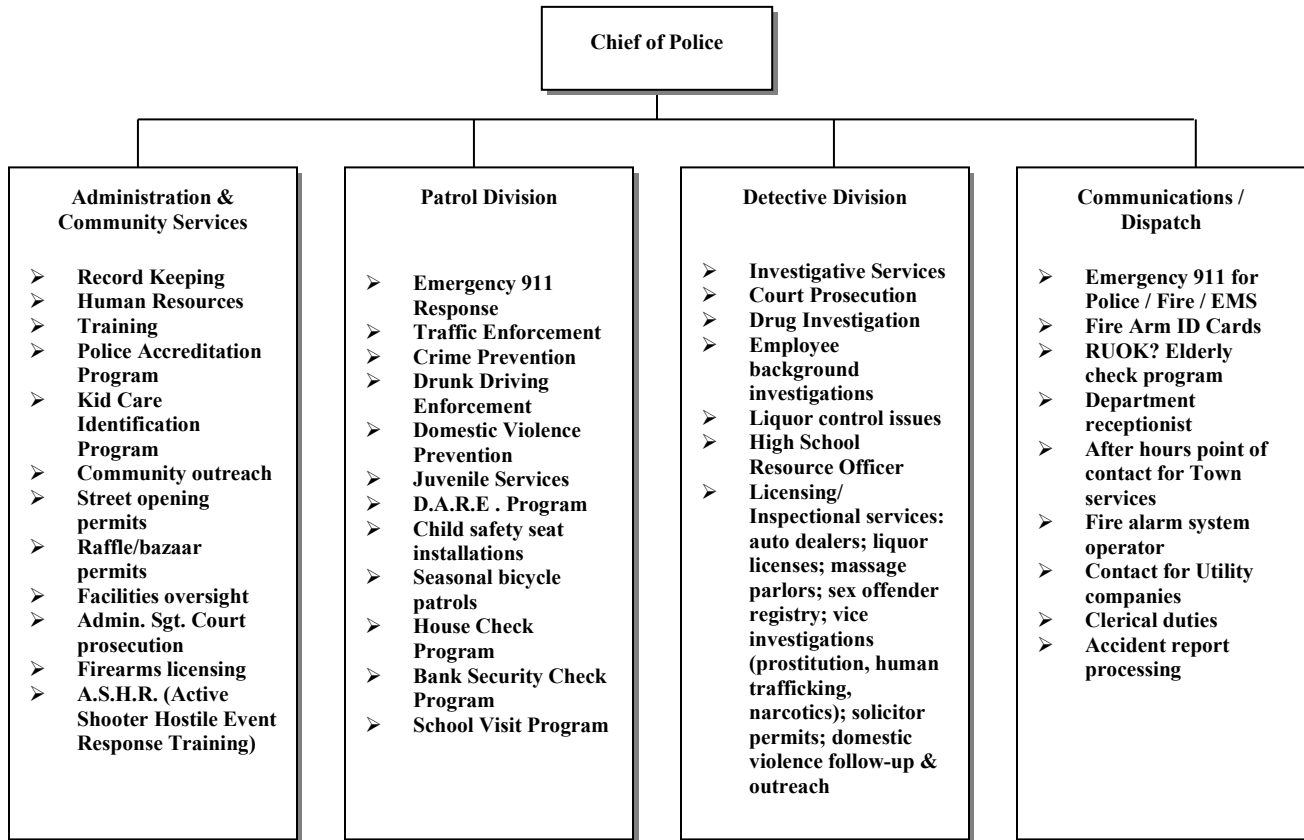 Chief of Police
Administration &
Community Services
➢ Record Keeping
➢ Human Resources
➢ Training
➢ Police Accreditation
Program
➢ Kid Care
Identification
Program
➢ Community outreach
➢ Street opening
permits
➢ Raffle/bazaar
permits
➢ Facilities oversight
➢ Admin. Sgt. Court
prosecution
➢ Firearms licensing
➢ A.S.H.R. (Active
Shooter Hostile Event
Response Training)
Patrol Division
➢ Emergency 911
Response
➢ Traffic Enforcement
➢ Crime Prevention
➢ Drunk Driving
Enforcement
➢ Domestic Violence
Prevention
➢ Juvenile Services
➢ D.A.R.E . Program
➢ Child safety seat
installations
➢ Seasonal bicycle
patrols
➢ House Check
Program
➢ Bank Security Check
Program
➢ School Visit Program
Detective Division
➢ Investigative Services
➢ Court Prosecution
➢ Drug Investigation
➢ Employee
background
investigations
➢ Liquor control issues
➢ High School
Resource Officer
➢ Licensing/
Inspectional services:
auto dealers; liquor
licenses; massage
parlors; sex offender
registry; vice
investigations
(prostitution, human
trafficking,
narcotics); solicitor
permits; domestic
violence follow-up &
outreach
Communications /
Dispatch
➢ Emergency 911 for
Police / Fire / EMS
➢ Fire Arm ID Cards
➢ RUOK? Elderly
check program
➢ Department
receptionist
➢ After hours point of
contact for Town
services
➢ Fire alarm system
operator
➢ Contact for Utility
companies
➢ Clerical duties
➢ Accident report
processing